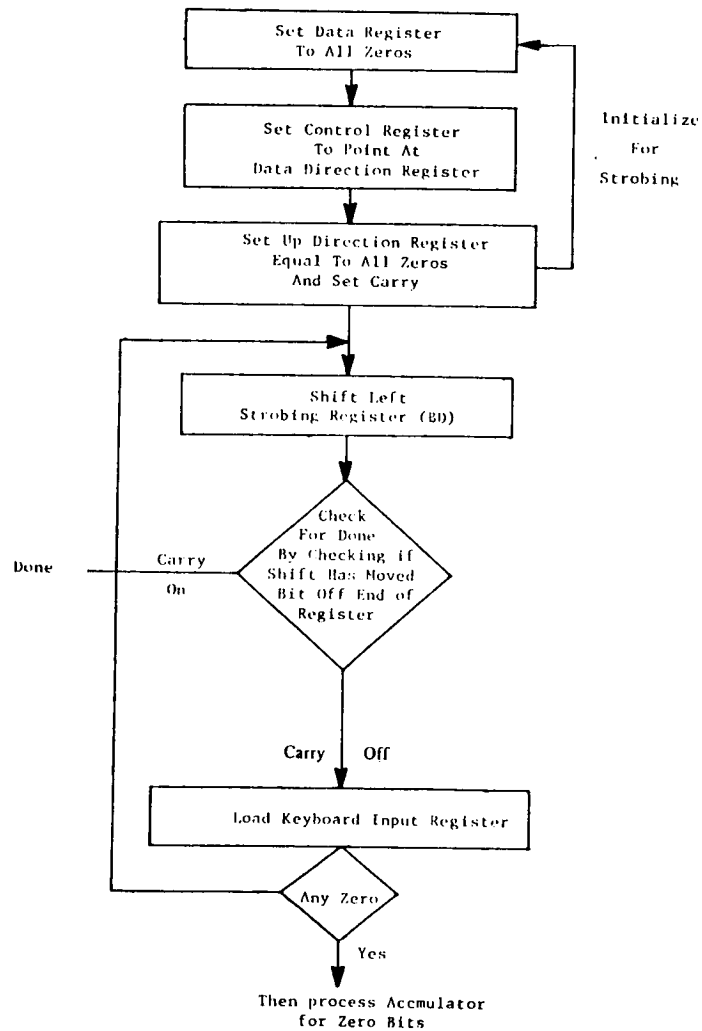 Set Data Register
To All Zeros
Set Control Register
To Point At
Data Direction Register
Initialize
For
Strobing
Set Up Direction Register
Equal To All Zeros
And Set Carry
Shift Left
Strobing Register (BD)
Check
For Done
By Checking if
Shift Has Moved
Bit Off End of
Register
Done
Carry
On
Carry Off
Load Keyboard Input Register
Any Zero
Yes
Then process Accmulator
for Zero Bits